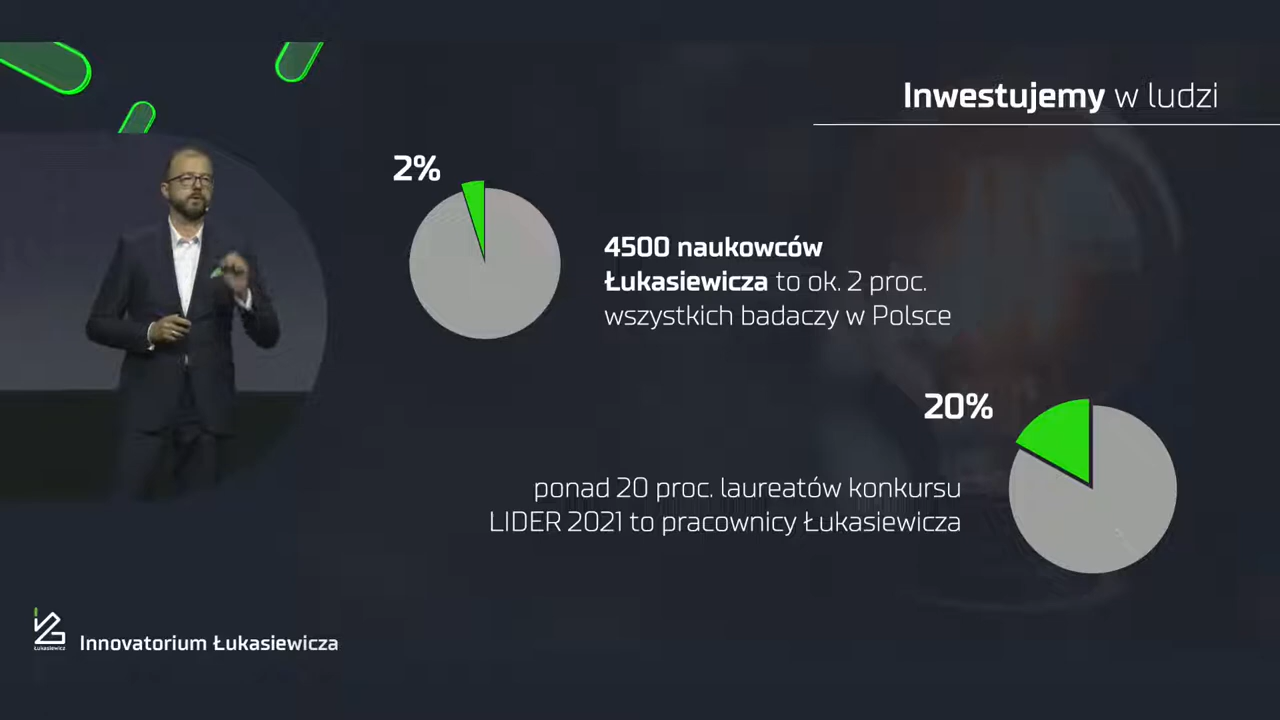 Inwestujemy w ludzi
2%
4500 naukowców
Łukasiewicza to ok. 2 proc.
wszystkich badaczy w Polsce
20%
ponad 20 proc. laureatów konkursu
LIDER 2021 to pracownicy Łukasiewicza
Łukasiewicz
Innovatorium Łukasiewicza